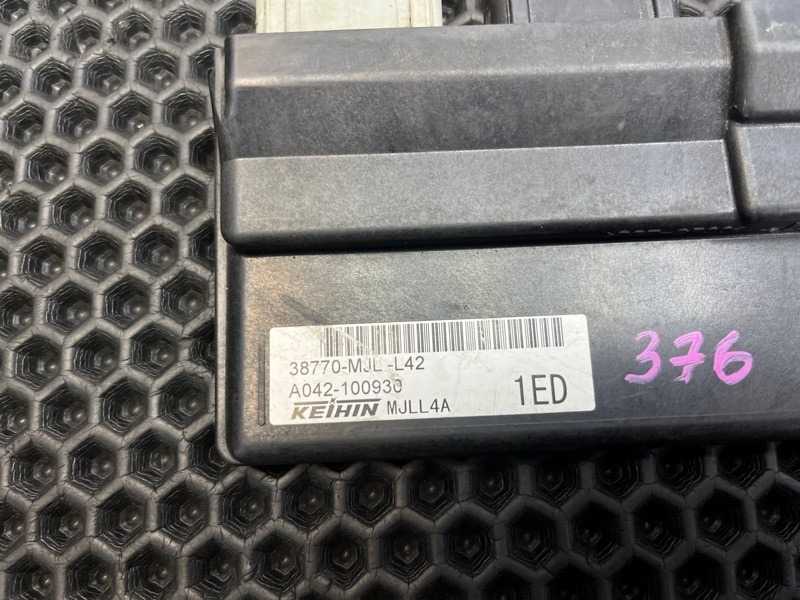 38770-MJL -L42
A042-100930
KEIHIN MJLL4A 1ED
376